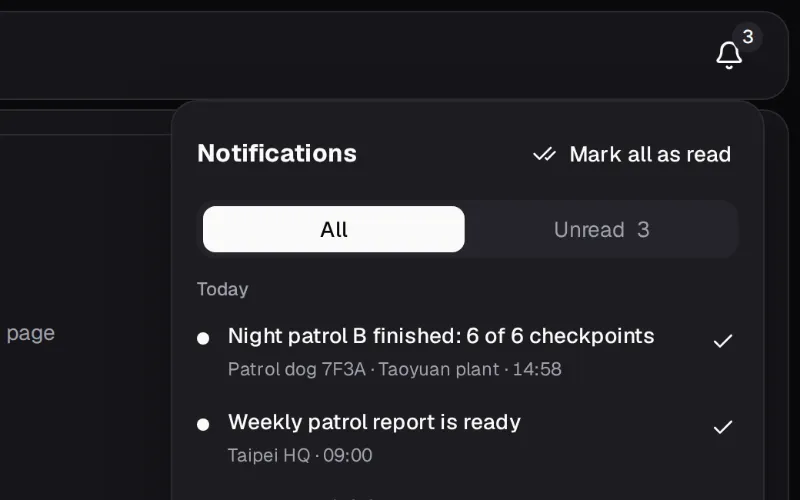 3
Notifications
Mark all as read
All
Unread 3
Today
page
Night patrol B finished: 6 of 6 checkpoints
Patrol dog 7F3A · Taoyuan plant · 14:58
Weekly patrol report is ready
Taipei HQ · 09:00